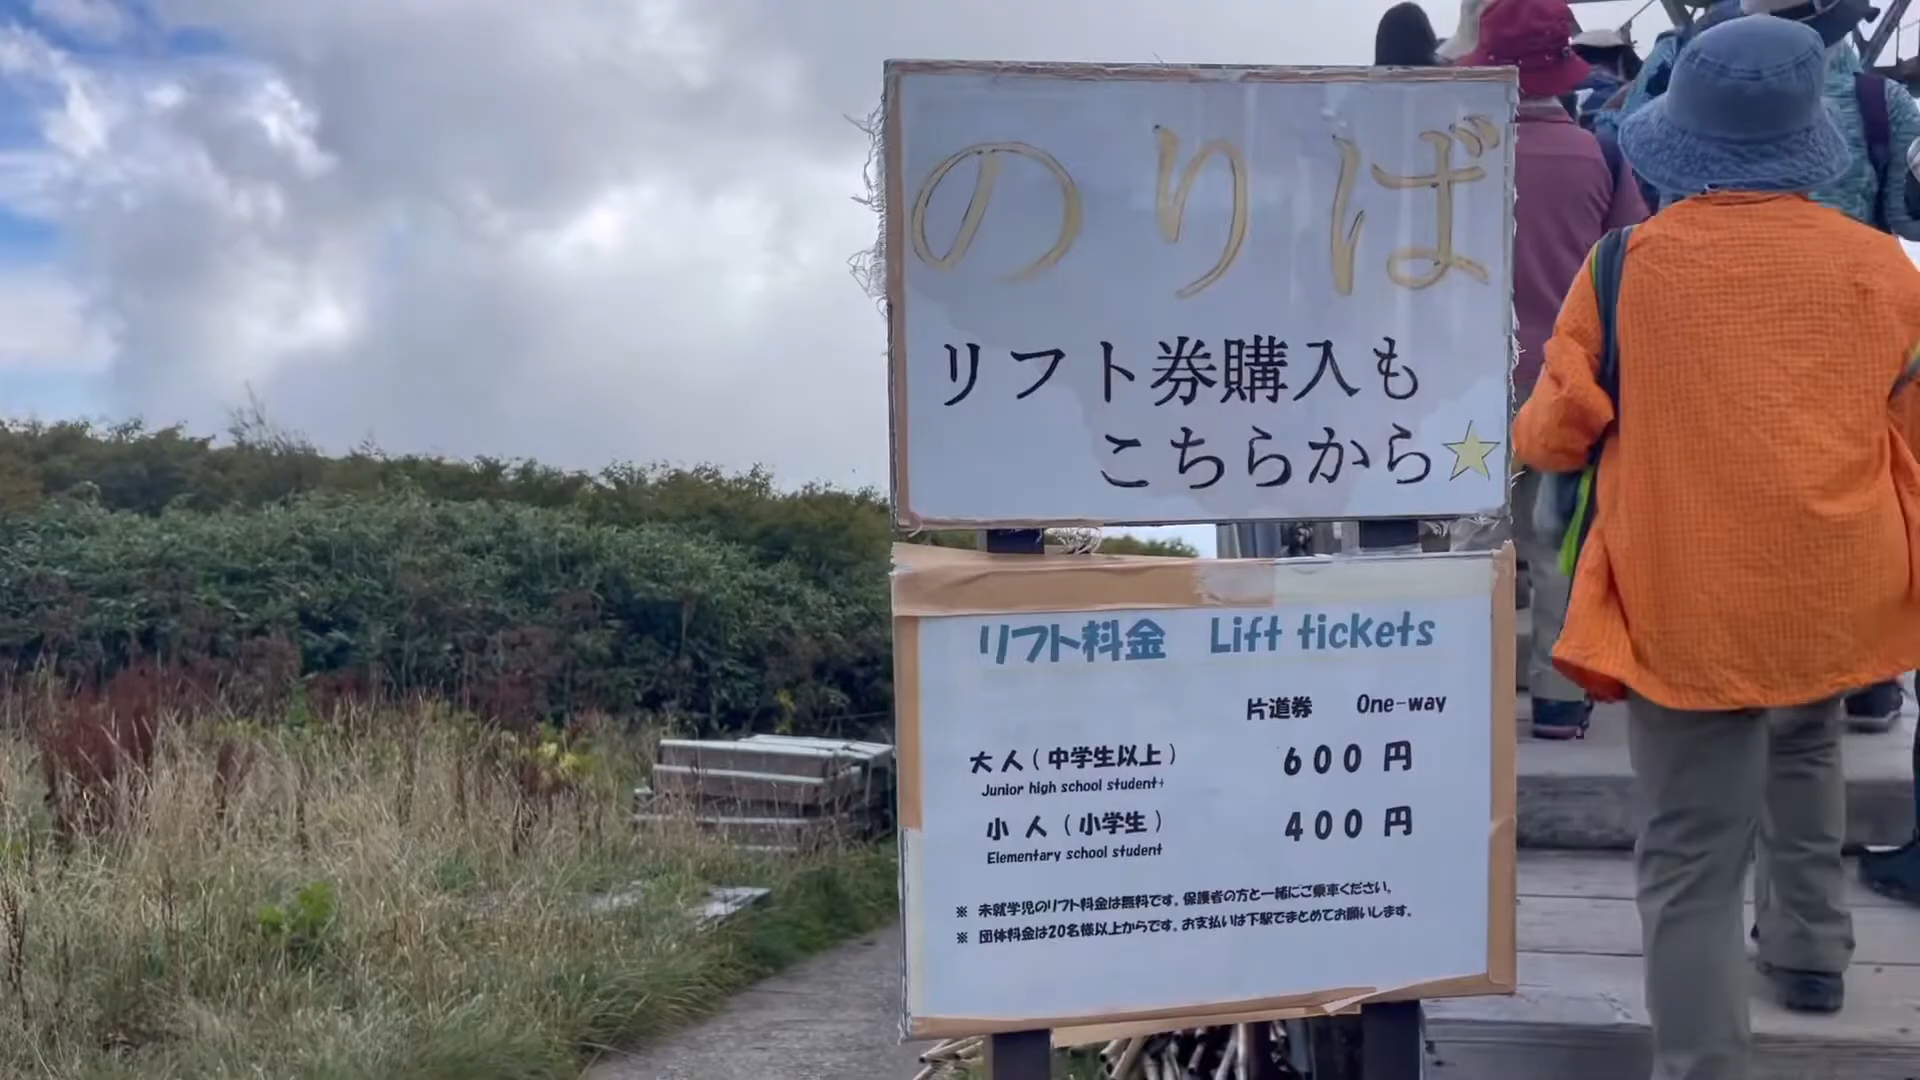 のりば
リフト券購入も
こちらから☆
リフト料金 Lift tickets
片道券 One-way
大人(中学生以上) 600円
Junior high school student+
小人(小学生) 400円
Elementary school student
※ 未就学児のリフト料金は無料です。保護者の方と一緒にご乗車ください。
※ 団体料金は20名様以上からです。お支払いは下駅でまとめてお願いします。